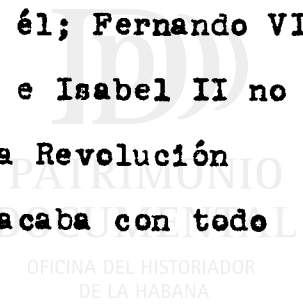 él; Fernando VI
e Isabel II no
a Revolución
PATRIMONIO
acaba con todo
DOCUMENTAL
OFICINA DEL HISTORIADOR
DE LA HABANA